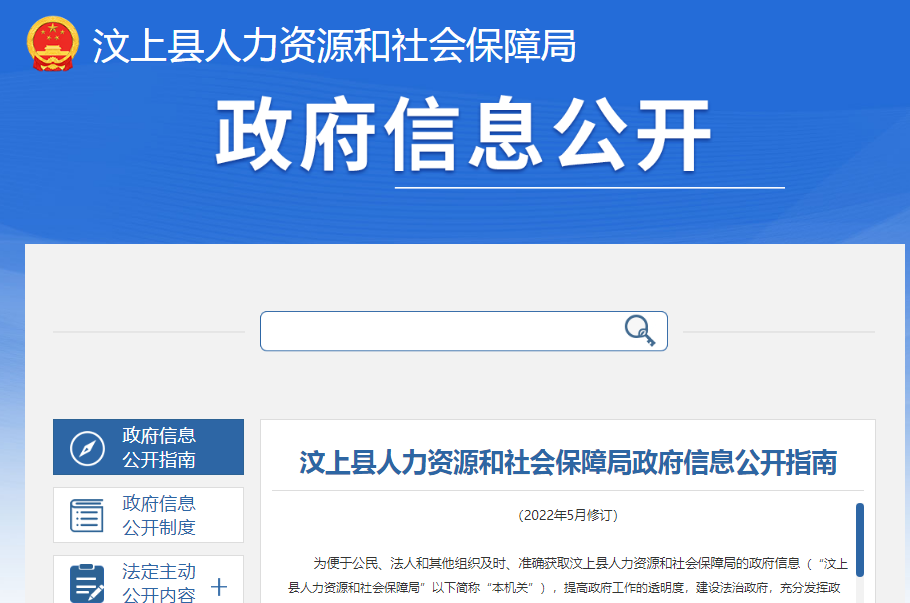 汶上县人力资源和社会保障局
政府信息公开
政府信息
公开指南
政府信息
公开制度
法定主动
公开内容
汶上县人力资源和社会保障局政府信息公开指南
（2022年5月修订）
为便于公民、法人和其他组织及时、准确获取汶上县人力资源和社会保障局的政府信息（“汶上
县人力资源和社会保障局”以下简称“本机关”），提高政府工作的透明度，建设法治政府，充分发挥政